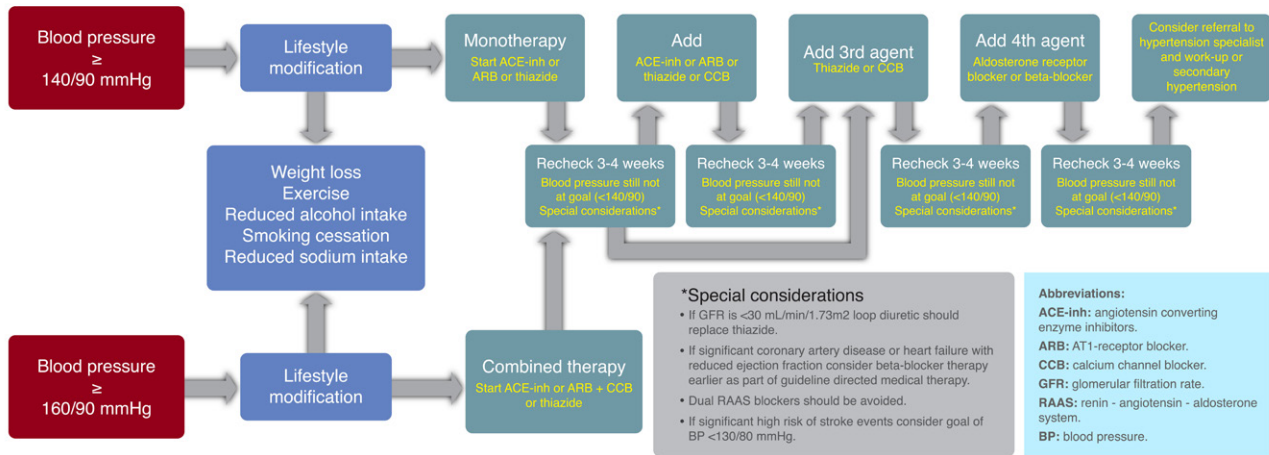 Blood pressure
≥
140/90 mmHg
Lifestyle
modification
Monotherapy
Start ACE-inh or
ARB or thiazide
Add
ACE-inh or ARB or
thiazide or CCB
Add 3rd agent
Thiazide or CCB
Add 4th agent
Aldosterone receptor
blocker or beta-blocker
Consider referral to
hypertension specialist
and work-up or
secondary
hypertension
Weight loss
Exercise
Reduced alcohol intake
Smoking cessation
Reduced sodium intake
Recheck 3-4 weeks
Blood pressure still not
at goal (<140/90)
Special considerations*
Recheck 3-4 weeks
Blood pressure still not
at goal (<140/90)
Special considerations*
Recheck 3-4 weeks
Blood pressure still not
at goal (<140/90)
Special considerations*
Recheck 3-4 weeks
Blood pressure still not
at goal (<140/90)
Special considerations*
Blood pressure
≥
160/90 mmHg
Lifestyle
modification
Combined therapy
Start ACE-inh or ARB + CCB
or thiazide
*Special considerations
• If GFR is <30 mL/min/1.73m2 loop diuretic should
replace thiazide.
• If significant coronary artery disease or heart failure with
reduced ejection fraction consider beta-blocker therapy
earlier as part of guideline directed medical therapy.
• Dual RAAS blockers should be avoided.
• If significant high risk of stroke events consider goal of
BP <130/80 mmHg.
Abbreviations:
ACE-inh: angiotensin converting
enzyme inhibitors.
ARB: AT1-receptor blocker.
CCB: calcium channel blocker.
GFR: glomerular filtration rate.
RAAS: renin - angiotensin - aldosterone
system.
BP: blood pressure.